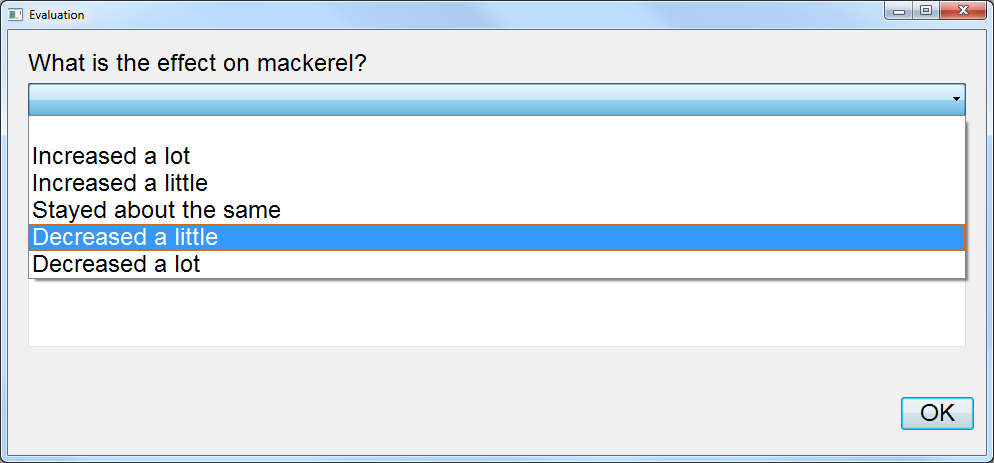 Evaluation
What is the effect on mackerel?
Increased a lot
Increased a little
Stayed about the same
Decreased a little
Decreased a lot
OK